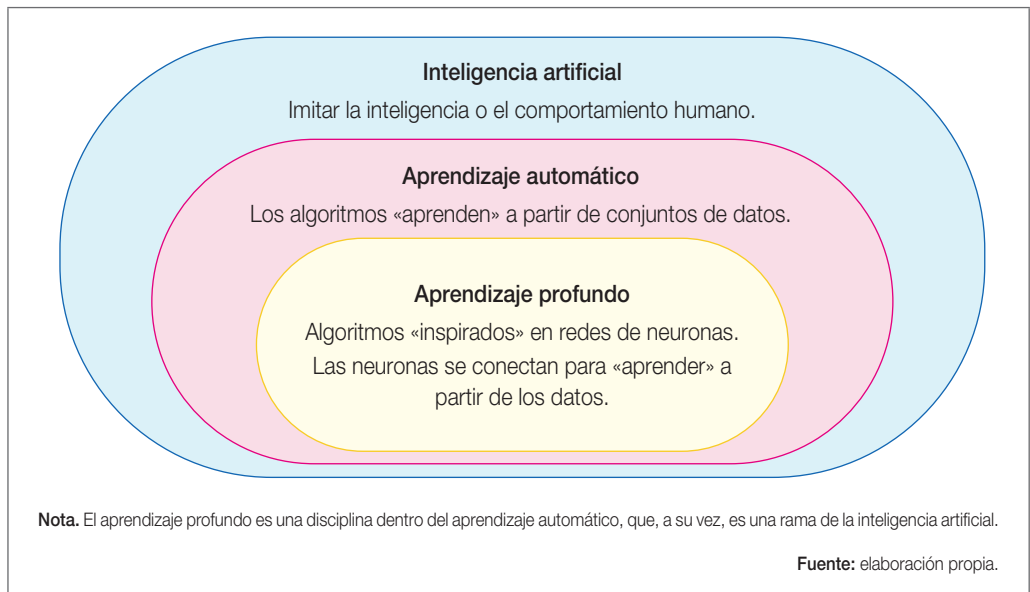 Inteligencia artificial
Imitar la inteligencia o el comportamiento humano.
Aprendizaje automático
Los algoritmos «aprenden» a partir de conjuntos de datos.
Aprendizaje profundo
Algoritmos «inspirados» en redes de neuronas.
Las neuronas se conectan para «aprender» a
partir de los datos.
Nota. El aprendizaje profundo es una disciplina dentro del aprendizaje automático, que, a su vez, es una rama de la inteligencia artificial.
Fuente: elaboración propia.